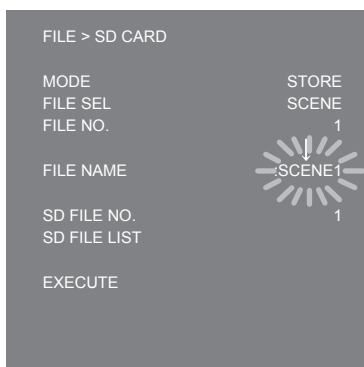 FILE > SD CARD
MODE STORE
FILE SEL SCENE
FILE NO. 1
↓
FILE NAME :SCENE1
SD FILE NO. 1
SD FILE LIST
EXECUTE